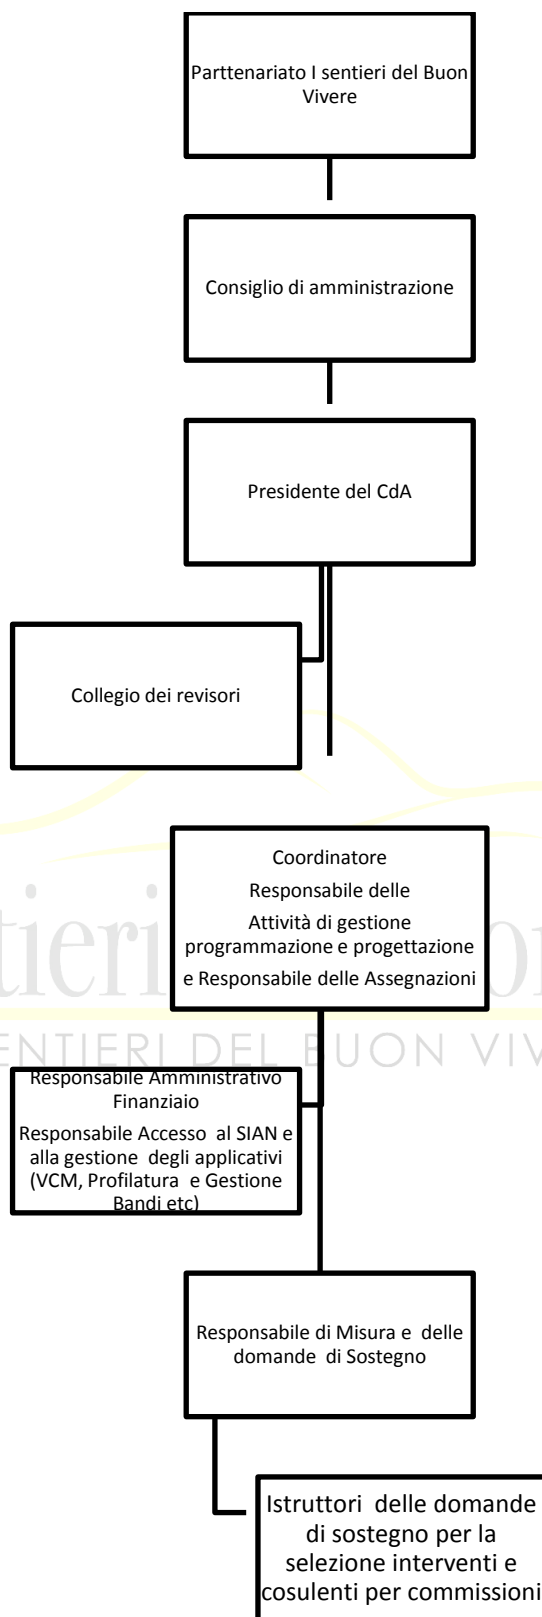 Parttenariato I sentieri del Buon
Vivere
Consiglio di amministrazione
Presidente del CdA
Collegio dei revisori
Coordinatore
Responsabile delle
Attività di gestione
programmazione e progettazione
e Responsabile delle Assegnazioni
ENTIERI DEL BUON VIV
Responsabile Amministrativo
Finanziaio
Responsabile Accesso al SIAN e
alla gestione degli applicativi
(VCM, Profilatura e Gestione
Bandi etc)
Responsabile di Misura e delle
domande di Sostegno
Istruttori delle domande
di sostegno per la
selezione interventi e
cosulenti per commissioni